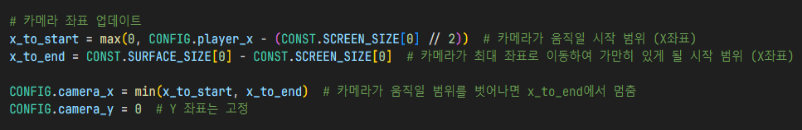 # 카메라 좌표 업데이트
x_to_start = max(0, CONFIG.player_x - (CONST.SCREEN_SIZE[0] // 2))  # 카메라가 움직일 시작 범위 (X좌표)
x_to_end = CONST.SURFACE_SIZE[0] - CONST.SCREEN_SIZE[0]  # 카메라가 최대 좌표로 이동하여 가만히 있게 될 시작 범위 (X좌표)
CONFIG.camera_x = min(x_to_start, x_to_end)  # 카메라가 움직일 범위를 벗어나면 x_to_end에서 멈춤
CONFIG.camera_y = 0  # Y 좌표는 고정